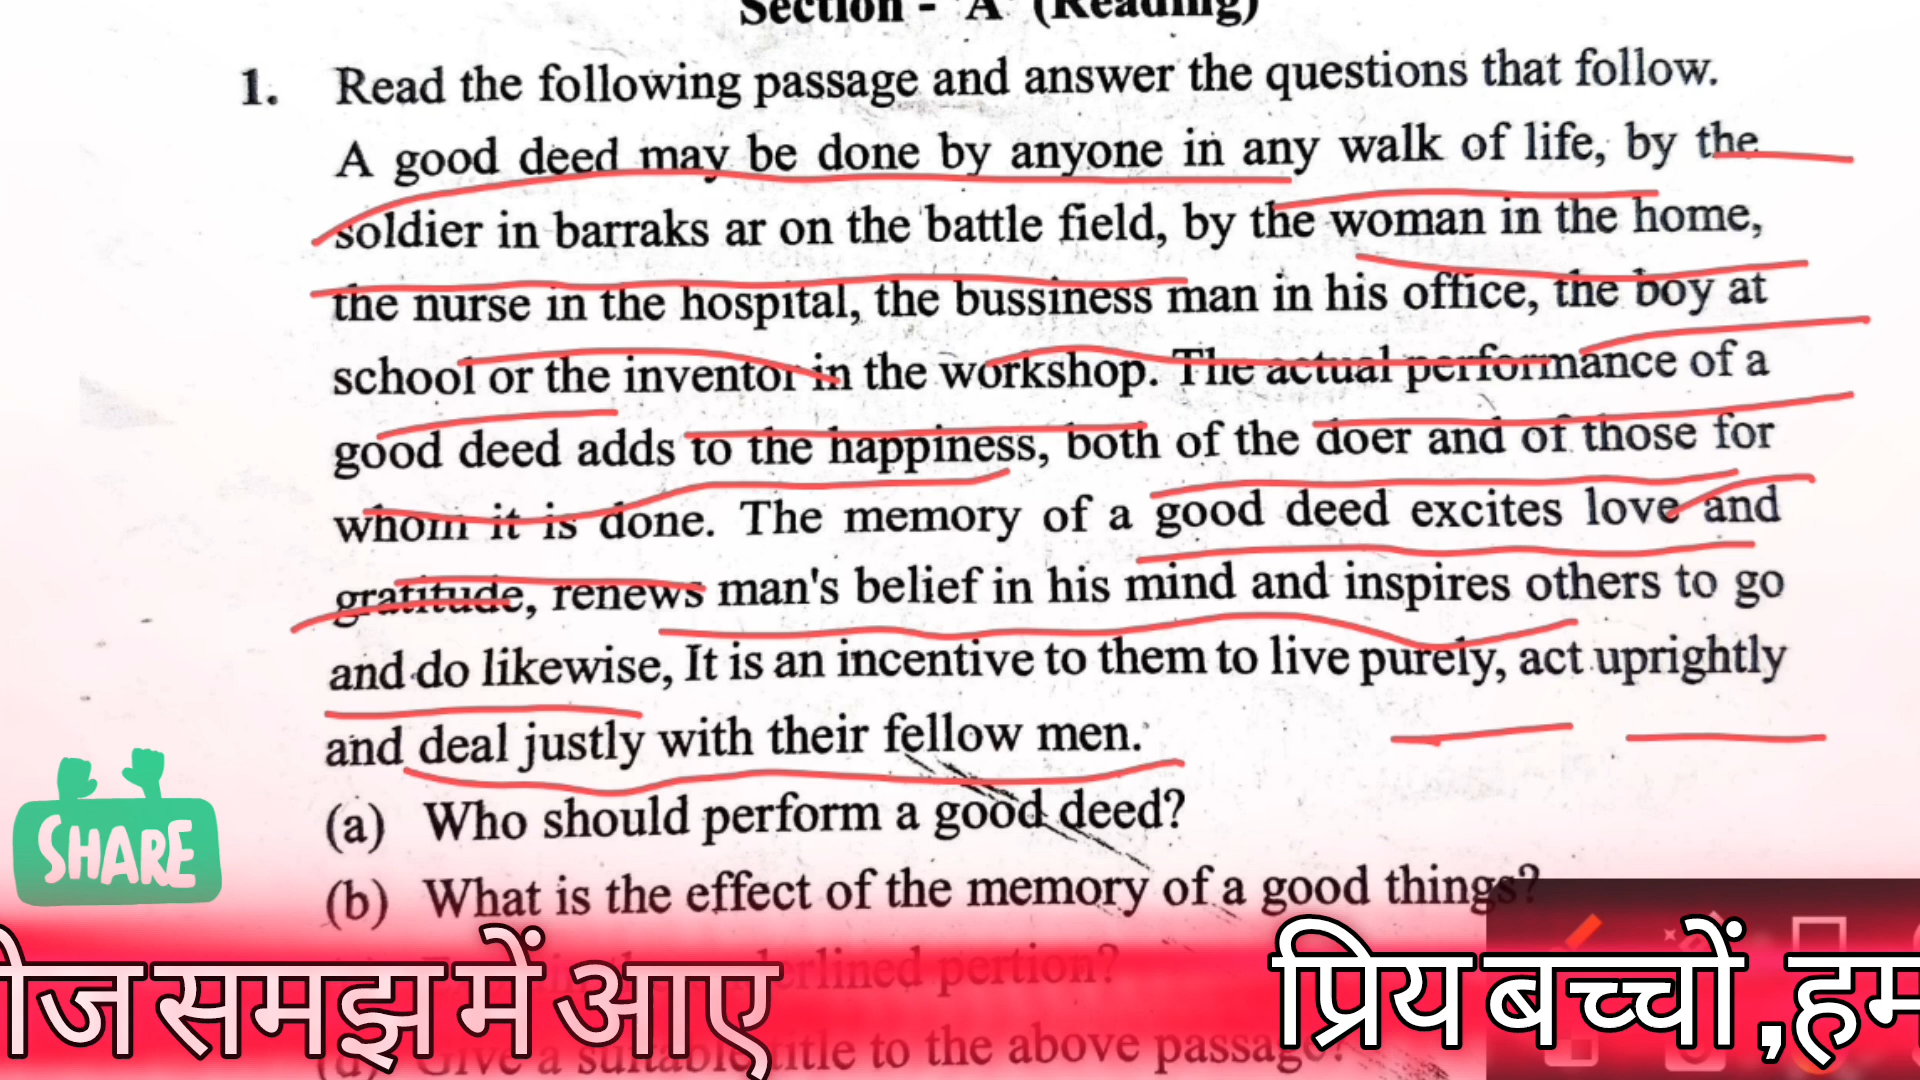 Section - 'A' (Reading)
1. Read the following passage and answer the questions that follow.
A good deed may be done by anyone in any walk of life, by the
soldier in barraks ar on the battle field, by the woman in the home,
the nurse in the hospital, the bussiness man in his office, the boy at
school or the inventor in the workshop. The actual performance of a
good deed adds to the happiness, both of the doer and of those for
whom it is done. The memory of a good deed excites love and
gratitude, renews man's belief in his mind and inspires others to go
and do likewise, It is an incentive to them to live purely, act uprightly
and deal justly with their fellow men.
(a) Who should perform a good deed?
(b) What is the effect of the memory of a good things?
SHARE
pertion?
समझ में आए
प्रिय बच्चों ,हम
(d) Give a suitable title to the above passage?